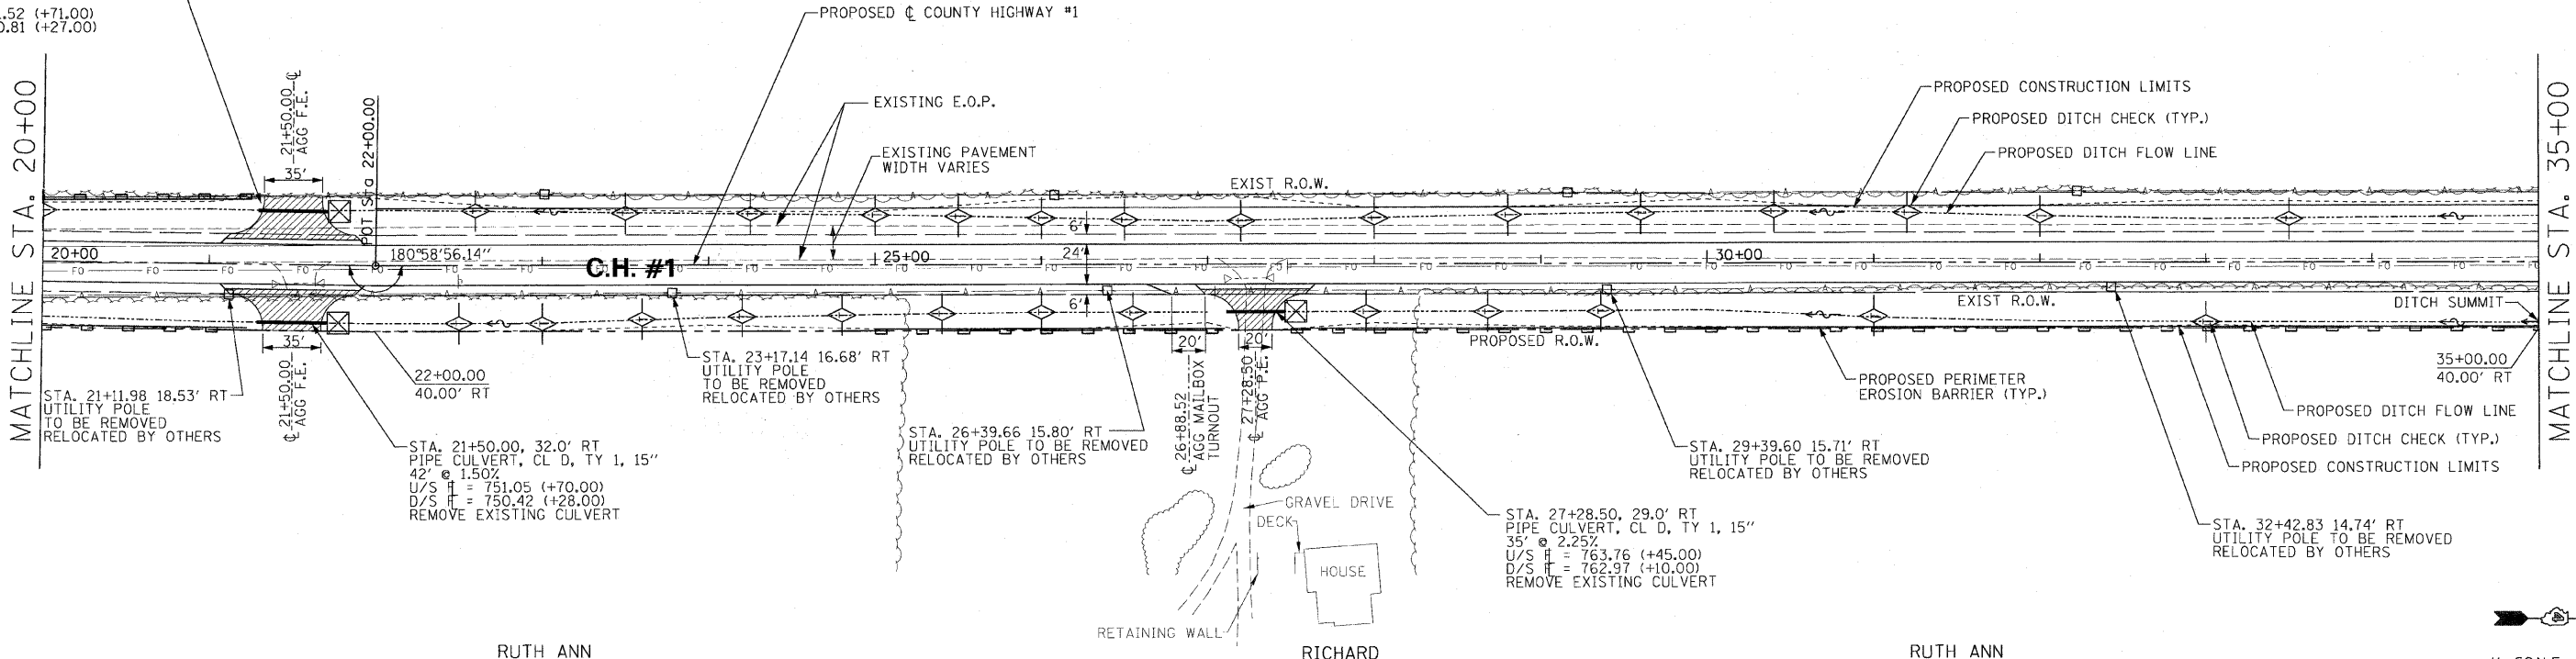 .52 (+71.00)
0.81 (+27.00)
PROPOSED ℄ COUNTY HIGHWAY #1
MATCHLINE STA. 20+00
℄ 21+50.00
AGG F.E.
35'
POT Sta 22+00.00
EXISTING E.O.P.
EXISTING PAVEMENT
WIDTH VARIES
EXIST R.O.W.
PROPOSED CONSTRUCTION LIMITS
PROPOSED DITCH CHECK (TYP.)
PROPOSED DITCH FLOW LINE
MATCHLINE STA. 35+00
6'
20+00
180°58'56.14''
C.H. #1
25+00
24'
30+00
FO FO FO FO
6'
EXIST R.O.W.
DITCH SUMMIT
35'
℄ 21+50.00
AGG F.E.
22+00.00
40.00' RT
STA. 21+11.98 18.53' RT
UTILITY POLE
TO BE REMOVED
RELOCATED BY OTHERS
STA. 21+50.00, 32.0' RT
PIPE CULVERT, CL D, TY 1, 15''
42' @ 1.50%
U/S FL = 751.05 (+70.00)
D/S FL = 750.42 (+28.00)
REMOVE EXISTING CULVERT
STA. 23+17.14 16.68' RT
UTILITY POLE
TO BE REMOVED
RELOCATED BY OTHERS
STA. 26+39.66 15.80' RT
UTILITY POLE TO BE REMOVED
RELOCATED BY OTHERS
20'
℄ 26+88.52
AGG MAILBOX
TURNOUT
20'
27+28.50
℄ AGG P.E.
PROPOSED R.O.W.
GRAVEL DRIVE
DECK
HOUSE
RETAINING WALL
STA. 27+28.50, 29.0' RT
PIPE CULVERT, CL D, TY 1, 15''
35' @ 2.25%
U/S FL = 763.76 (+45.00)
D/S FL = 762.97 (+10.00)
REMOVE EXISTING CULVERT
STA. 29+39.60 15.71' RT
UTILITY POLE TO BE REMOVED
RELOCATED BY OTHERS
PROPOSED PERIMETER
EROSION BARRIER (TYP.)
35+00.00
40.00' RT
PROPOSED DITCH FLOW LINE
PROPOSED DITCH CHECK (TYP.)
PROPOSED CONSTRUCTION LIMITS
STA. 32+42.83 14.74' RT
UTILITY POLE TO BE REMOVED
RELOCATED BY OTHERS
RUTH ANN
RICHARD
RUTH ANN